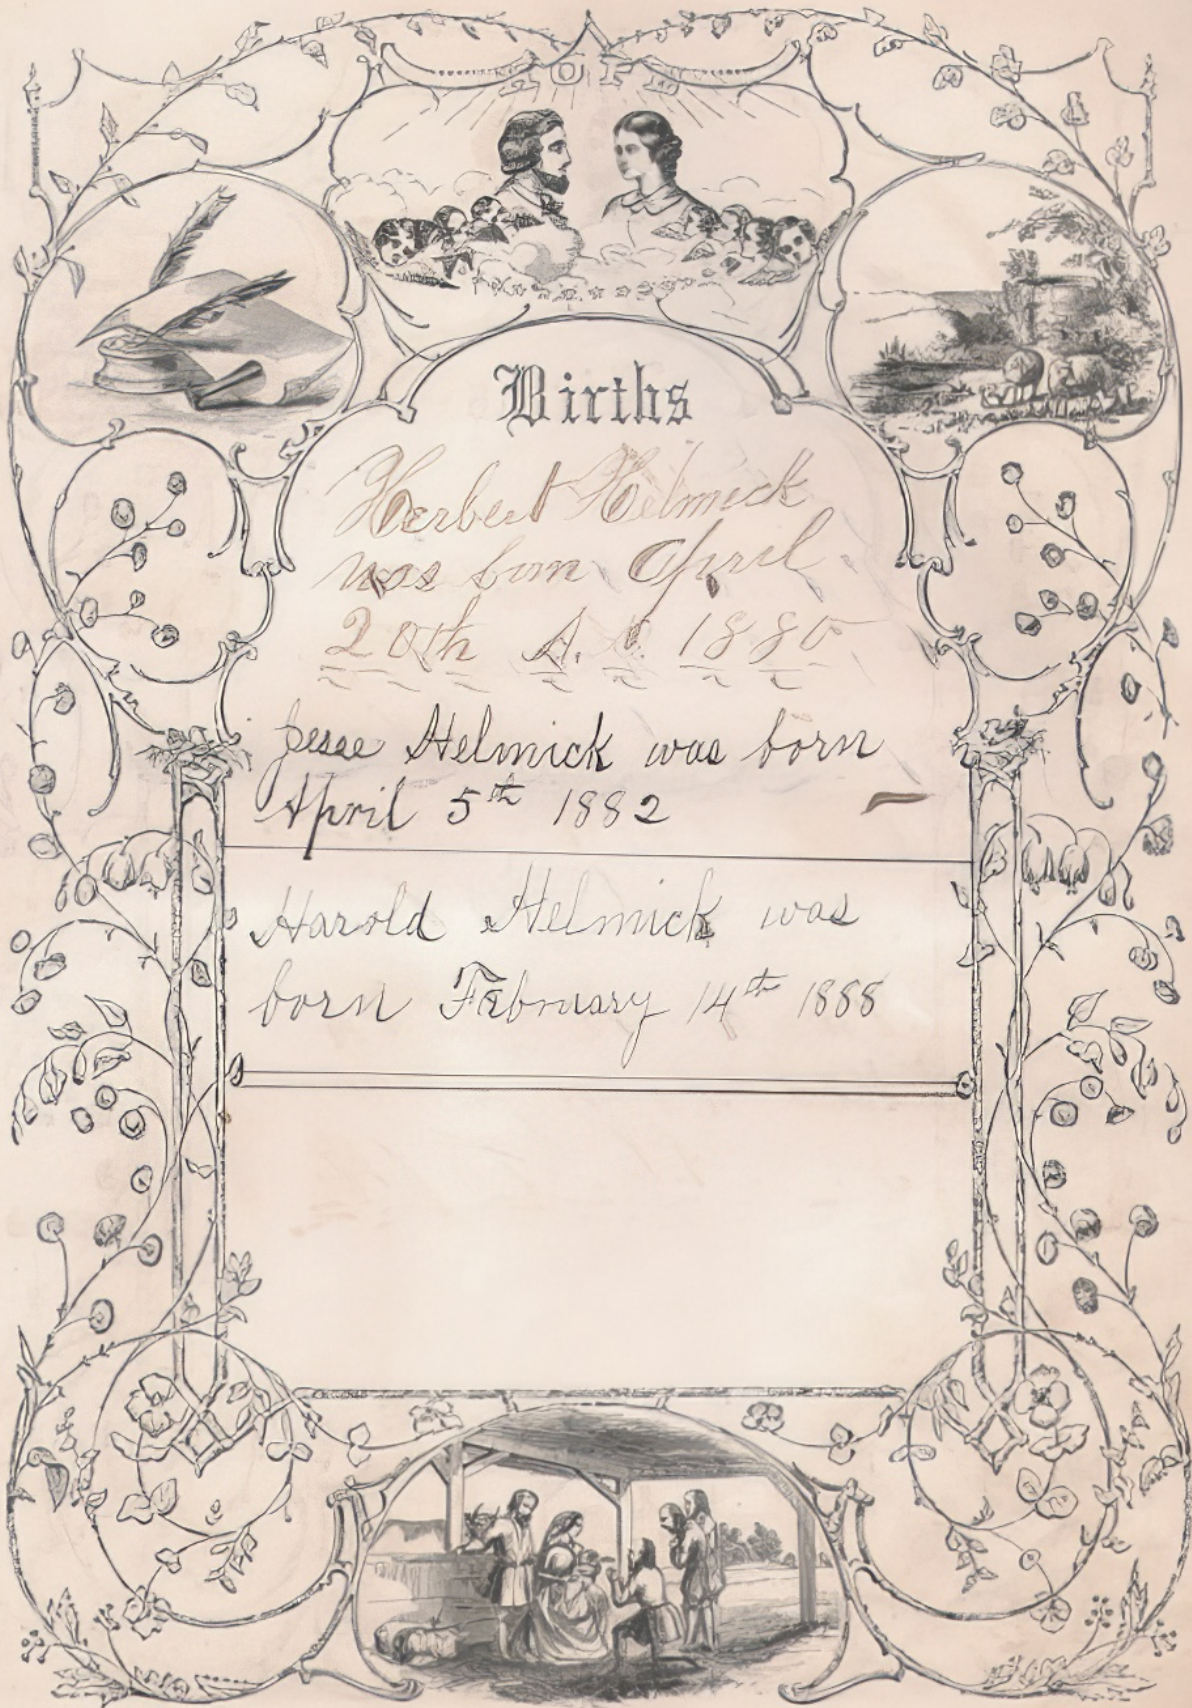 Births
Herbert Helmick
was born April
20th A. D. 1880
Jesse Helmick was born
April 5th 1882
Harold Helmick was
born February 14th 1888